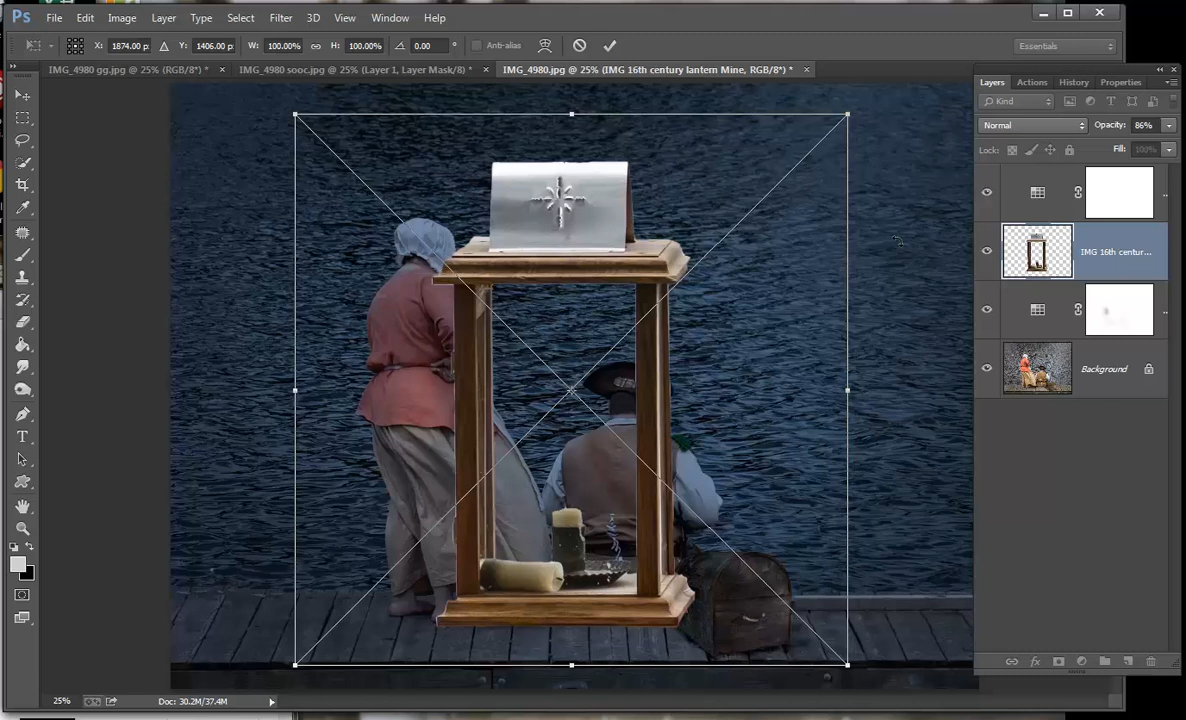 Ps File Edit Image Layer Type Select Filter 3D View Window Help
X: 1874.00 p Y: 1406.00 p W: 100.00% H: 100.00% 0.00 ° Anti-alias Essentials
IMG_4980 gg.jpg @ 25% (RGB/8*) * × IMG_4980 sooc.jpg @ 25% (Layer 1, Layer Mask/8) * × IMG_4980.jpg @ 25% (IMG 16th century lantern Mine, RGB/8*) * ×
Layers Actions History Properties
Kind
Normal Opacity: 86%
Lock: Fill: 100%
IMG 16th centur...
Background
25% Doc: 30.2M/37.4M